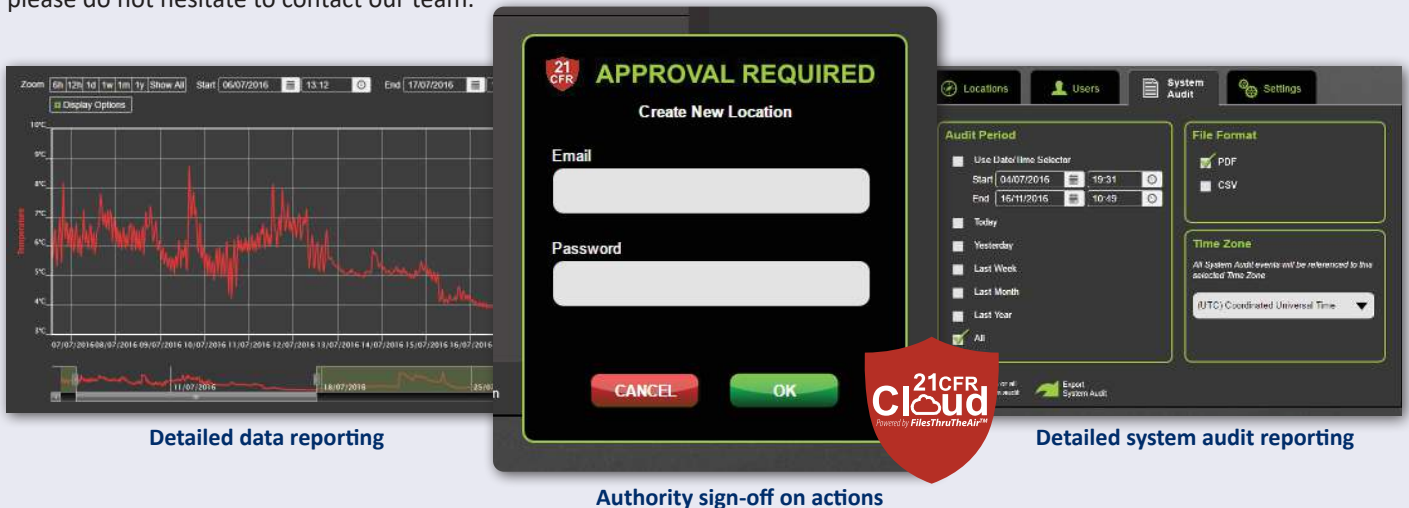 please do not hesitate to contact our team.
Zoom 6h 12h 1d 1w 1m 1y Show All Start 06/07/2016 13:12 End 17/07/2016
Display Options
10°C
9°C
8°C
7°C
6°C
5°C
4°C
3°C
Temperature
07/07/2016 08/07/2016 09/07/2016 10/07/2016 11/07/2016 12/07/2016 13/07/2016 14/07/2016 15/07/2016 16/07/2016
11/07/2016 18/07/2016
Detailed data reporting
21
CFR
APPROVAL REQUIRED
Create New Location
Email
Password
CANCEL OK
Authority sign-off on actions
21CFR
Cloud
Powered by FilesThruTheAir™
Locations Users System Audit Settings
Audit Period
Use Date/Time Selector
Start 04/07/2016 19:31
End 16/11/2016 10:49
Today
Yesterday
Last Week
Last Month
Last Year
All
or all
Export
System Audit
File Format
PDF
CSV
Time Zone
All System Audit events will be referenced to this
selected Time Zone
(UTC) Coordinated Universal Time
Detailed system audit reporting